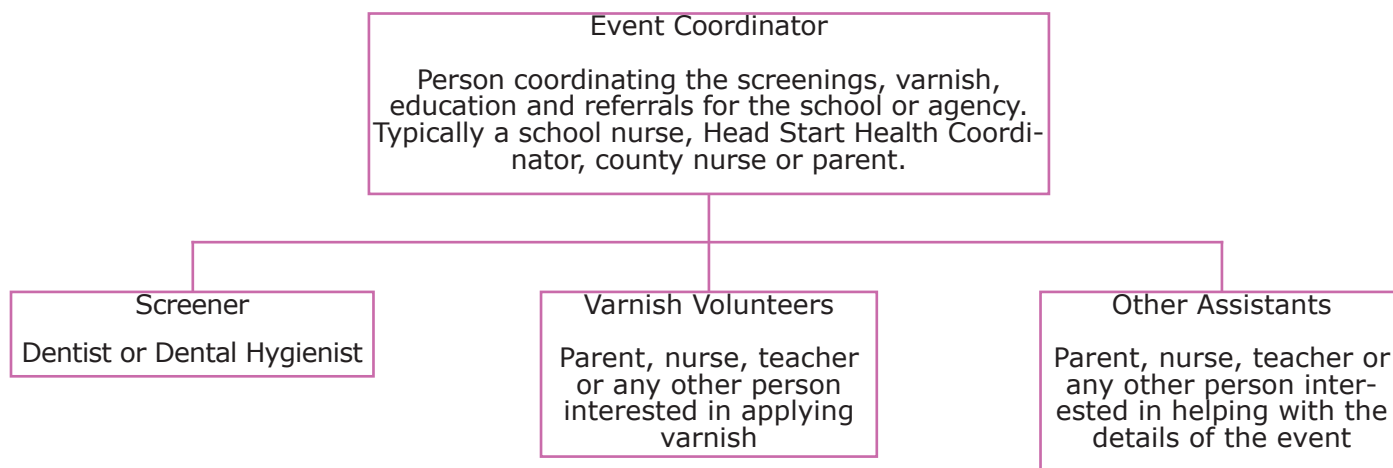 Event Coordinator
Person coordinating the screenings, varnish,
education and referrals for the school or agency.
Typically a school nurse, Head Start Health Coordi-
nator, county nurse or parent.
Screener
Dentist or Dental Hygienist
Varnish Volunteers
Parent, nurse, teacher
or any other person
interested in applying
varnish
Other Assistants
Parent, nurse, teacher or
any other person inter-
ested in helping with the
details of the event